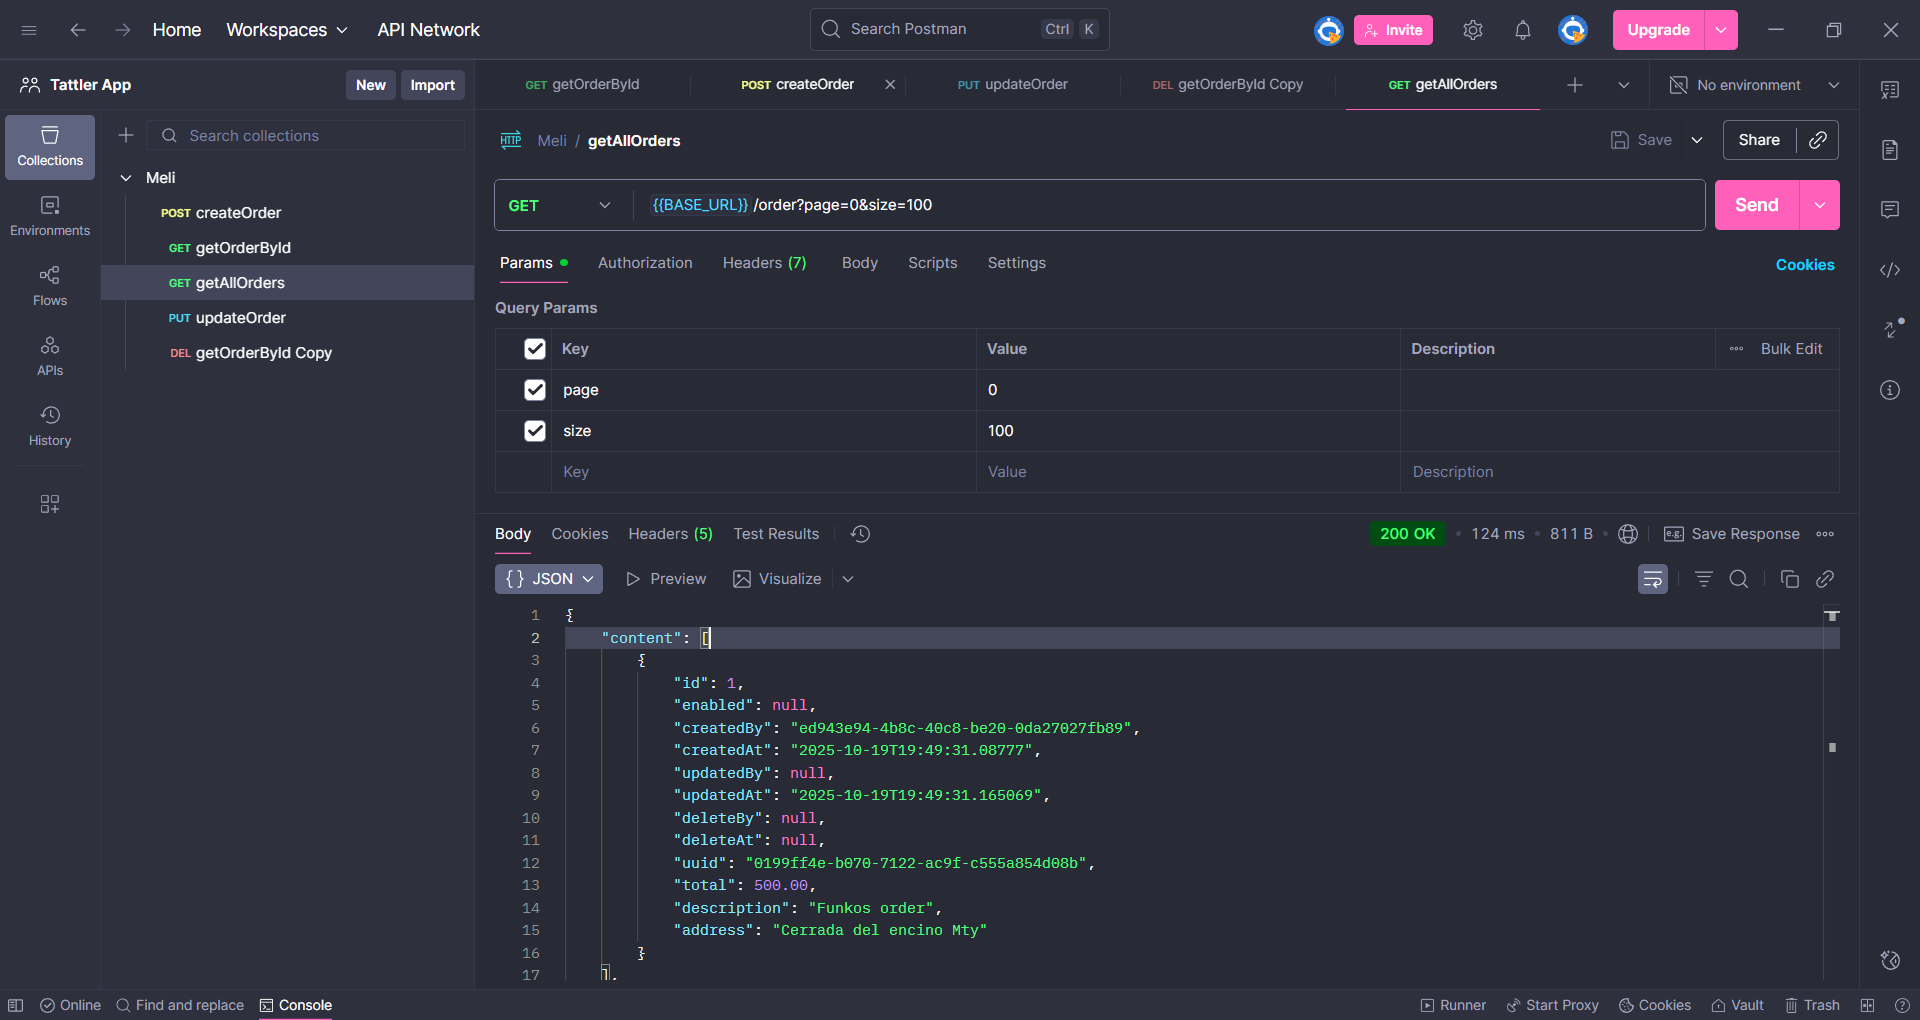 Home Workspaces API Network Search Postman Ctrl K Invite Upgrade
Tattler App New Import GET getOrderById POST createOrder PUT updateOrder DEL getOrderById Copy GET getAllOrders No environment
Search collections
Collections
Environments
Flows
APIs
History
Meli
POST createOrder
GET getOrderById
GET getAllOrders
PUT updateOrder
DEL getOrderById Copy
HTTP Meli / getAllOrders Save Share
GET {{BASE_URL}} /order?page=0&size=100 Send
Params Authorization Headers (7) Body Scripts Settings Cookies
Query Params
Key Value Description Bulk Edit
page 0
size 100
Key Value Description
Body Cookies Headers (5) Test Results 200 OK • 124 ms • 811 B • e.g. Save Response
{} JSON Preview Visualize
1 {
2 "content": [
3 {
4 "id": 1,
5 "enabled": null,
6 "createdBy": "ed943e94-4b8c-40c8-be20-0da27027fb89",
7 "createdAt": "2025-10-19T19:49:31.08777",
8 "updatedBy": null,
9 "updatedAt": "2025-10-19T19:49:31.165069",
10 "deleteBy": null,
11 "deleteAt": null,
12 "uuid": "0199ff4e-b070-7122-ac9f-c555a854d08b",
13 "total": 500.00,
14 "description": "Funkos order",
15 "address": "Cerrada del encino Mty"
16 }
17 ],
Online Find and replace Console Runner Start Proxy Cookies Vault Trash